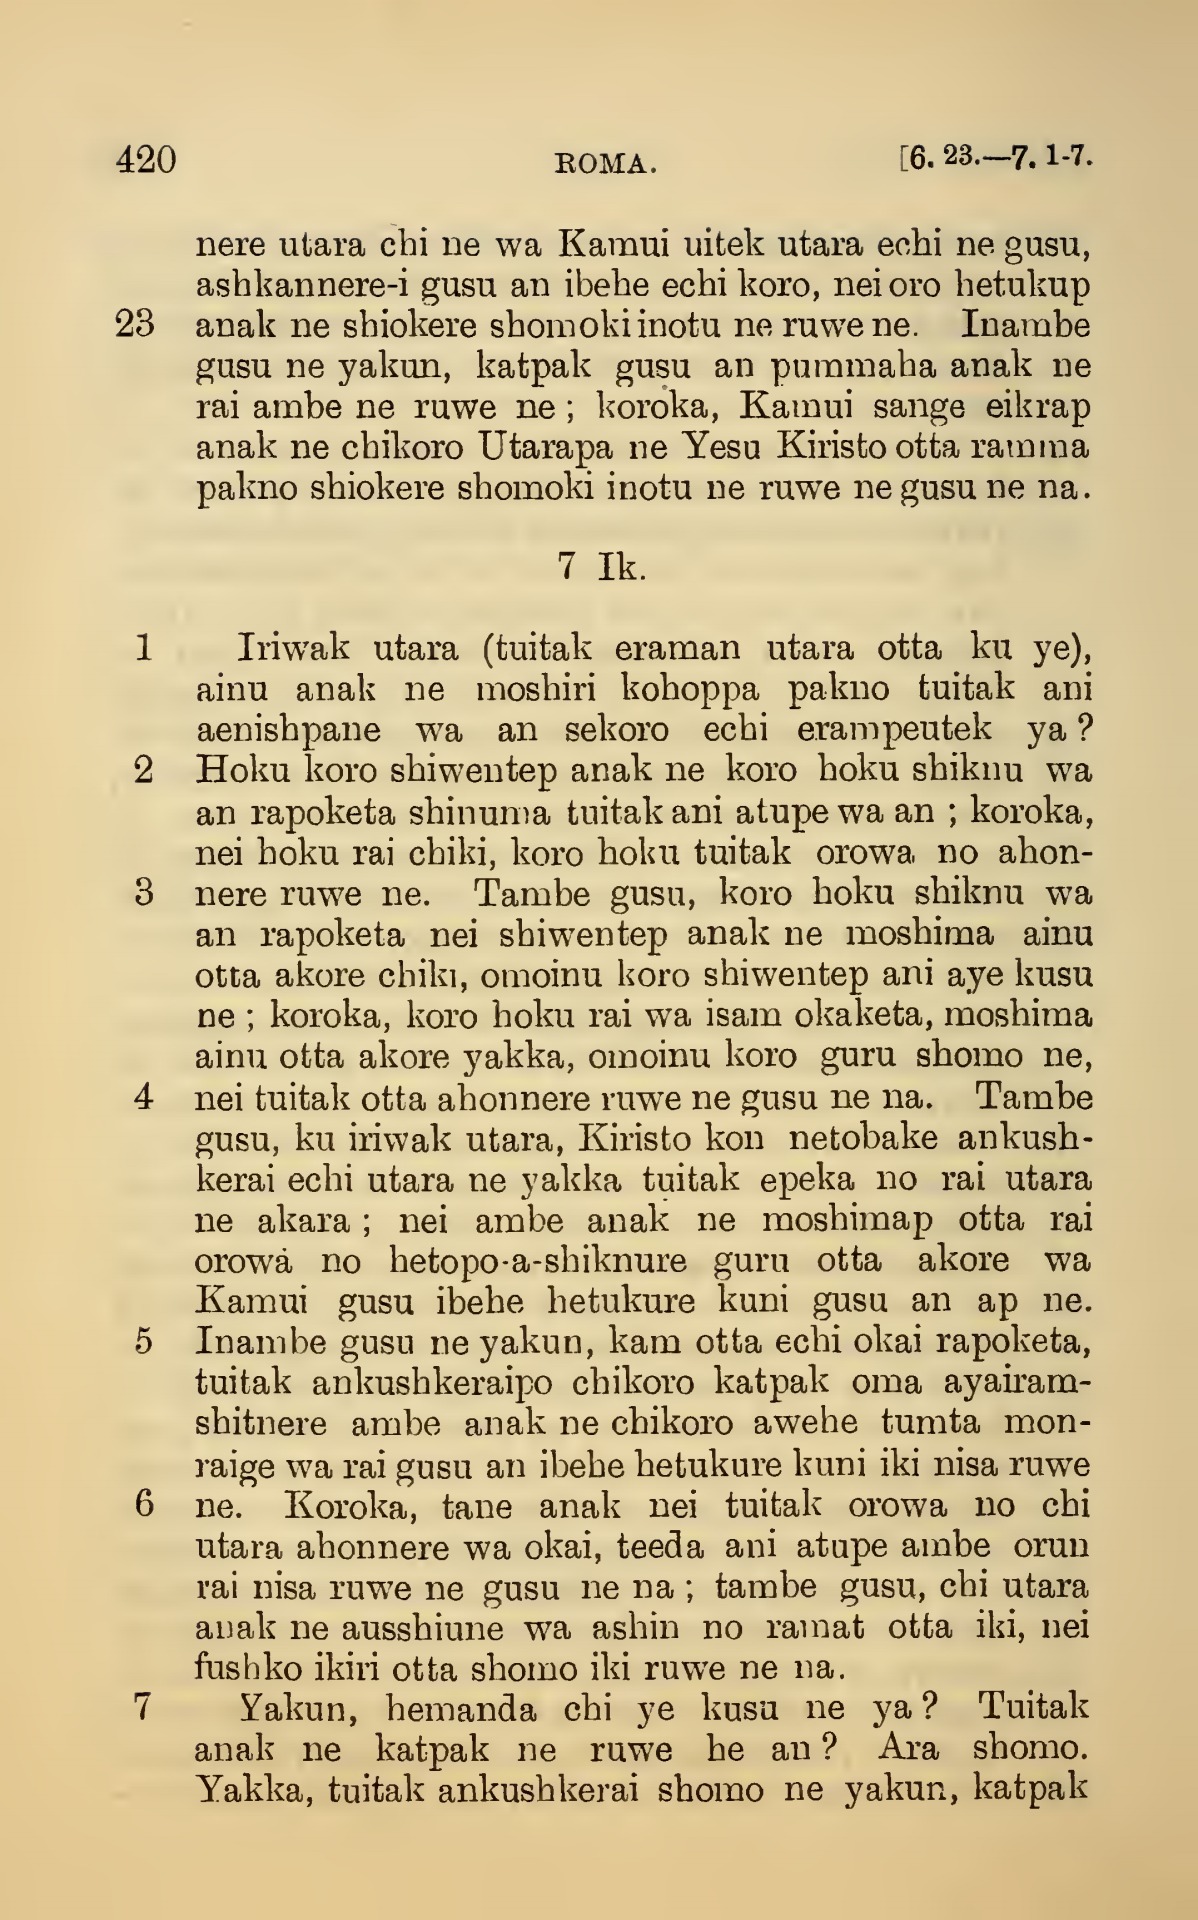 420 ROMA. [6. 23.—7. 1-7.
nere utara chi ne wa Kamui uitek utara echi ne gusu,
ashkannere-i gusu an ibehe echi koro, nei oro hetukup
23 anak ne shiokere shomoki inotu ne ruwe ne. Inambe
gusu ne yakun, katpak gusu an pummaha anak ne
rai ambe ne ruwe ne ; koroka, Kamui sange eikrap
anak ne chikoro Utarapa ne Yesu Kiristo otta ramma
pakno shiokere shomoki inotu ne ruwe ne gusu ne na.
7 Ik.
1 Iriwak utara (tuitak eraman utara otta ku ye),
ainu anak ne moshiri kohoppa pakno tuitak ani
aenishpane wa an sekoro echi erampeutek ya ?
2 Hoku koro shiwentep anak ne koro hoku shiknu wa
an rapoketa shinuma tuitak ani atupe wa an ; koroka,
nei hoku rai chiki, koro hoku tuitak orowa no ahon-
3 nere ruwe ne. Tambe gusu, koro hoku shiknu wa
an rapoketa nei shiwentep anak ne moshima ainu
otta akore chiki, omoinu koro shiwentep ani aye kusu
ne ; koroka, koro hoku rai wa isam okaketa, moshima
ainu otta akore yakka, omoinu koro guru shomo ne,
4 nei tuitak otta ahonnere ruwe ne gusu ne na. Tambe
gusu, ku iriwak utara, Kiristo kon netobake ankush-
kerai echi utara ne yakka tuitak epeka no rai utara
ne akara ; nei ambe anak ne moshimap otta rai
orowa no hetopo-a-shiknure guru otta akore wa
Kamui gusu ibehe hetukure kuni gusu an ap ne.
5 Inambe gusu ne yakun, kam otta echi okai rapoketa,
tuitak ankushkeraipo chikoro katpak oma ayairam-
shitnere ambe anak ne chikoro awehe tumta mon-
raige wa rai gusu an ibehe hetukure kuni iki nisa ruwe
6 ne. Koroka, tane anak nei tuitak orowa no chi
utara ahonnere wa okai, teeda ani atupe ambe orun
rai nisa ruwe ne gusu ne na ; tambe gusu, chi utara
anak ne ausshiune wa ashin no ramat otta iki, nei
fushko ikiri otta shomo iki ruwe ne na.
7 Yakun, hemanda chi ye kusu ne ya ? Tuitak
anak ne katpak ne ruwe he an ? Ara shomo.
Yakka, tuitak ankushkerai shomo ne yakun, katpak